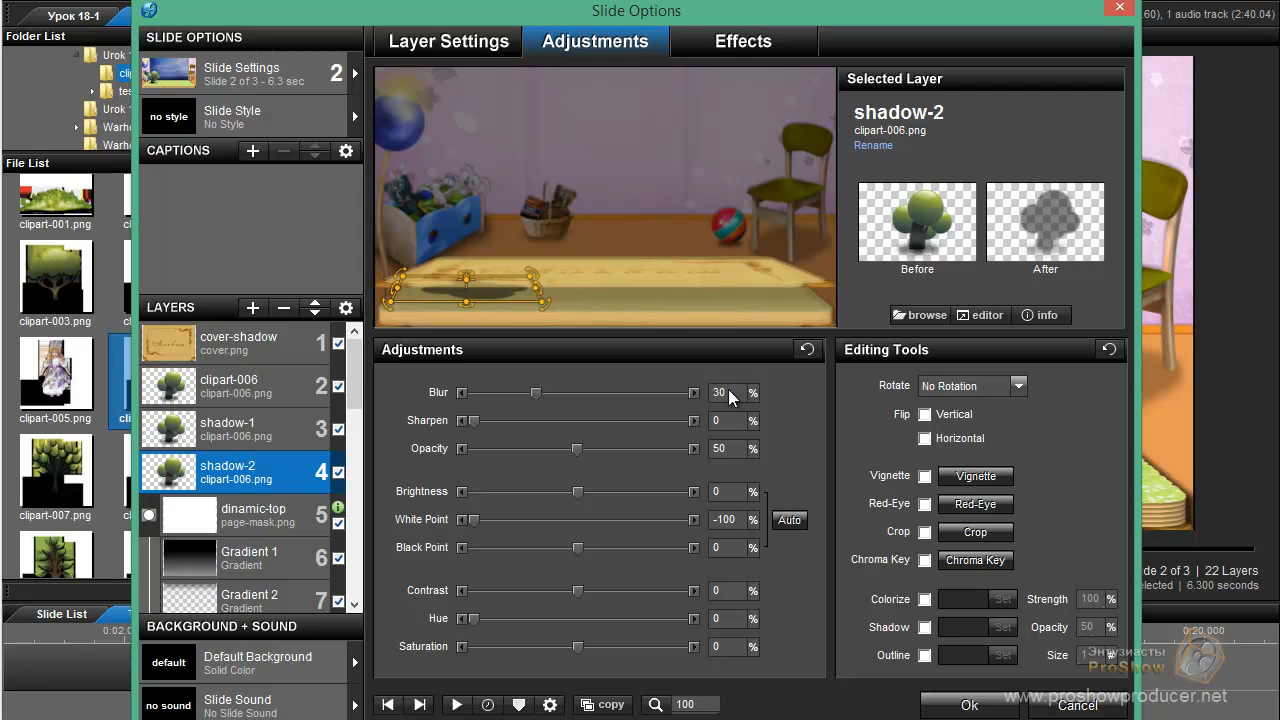 Slide Options
Урок 18-1
60), 1 audio track (2:40.04)
Folder List
Urok
cli
te
Urok
Warh
Warh
File List
clipart-001.png
clipart-003.png
clipart-005.png
clipart-007.png
SLIDE OPTIONS
Slide Settings
Slide 2 of 3 - 6.3 sec
2
no style
Slide Style
No Style
CAPTIONS
LAYERS
cover-shadow
cover.png
1
clipart-006
clipart-006.png
2
shadow-1
clipart-006.png
3
shadow-2
clipart-006.png
4
dinamic-top
page-mask.png
5
Gradient 1
Gradient
6
Gradient 2
Gradient
7
BACKGROUND + SOUND
default
Default Background
Solid Color
no sound
Slide Sound
No Slide Sound
Layer Settings
Adjustments
Effects
Selected Layer
shadow-2
clipart-006.png
Rename
Before
After
browse
editor
info
Adjustments
Blur
30 %
Sharpen
0 %
Opacity
50 %
Brightness
0 %
White Point
-100 %
Auto
Black Point
0 %
Contrast
0 %
Hue
0 %
Saturation
0 %
Editing Tools
Rotate
No Rotation
Flip
Vertical
Horizontal
Vignette
Vignette
Red-Eye
Red-Eye
Crop
Crop
Chroma Key
Chroma Key
Colorize
Set
Strength
100 %
Shadow
Set
Opacity
50 %
Outline
Set
Size
%
copy
100
Ok
Cancel
Slide List
0:02.0
de 2 of 3 | 22 Layers
elected | 6.300 seconds
0:20.000
Энтузиасты
ProShow
www.proshowproducer.net